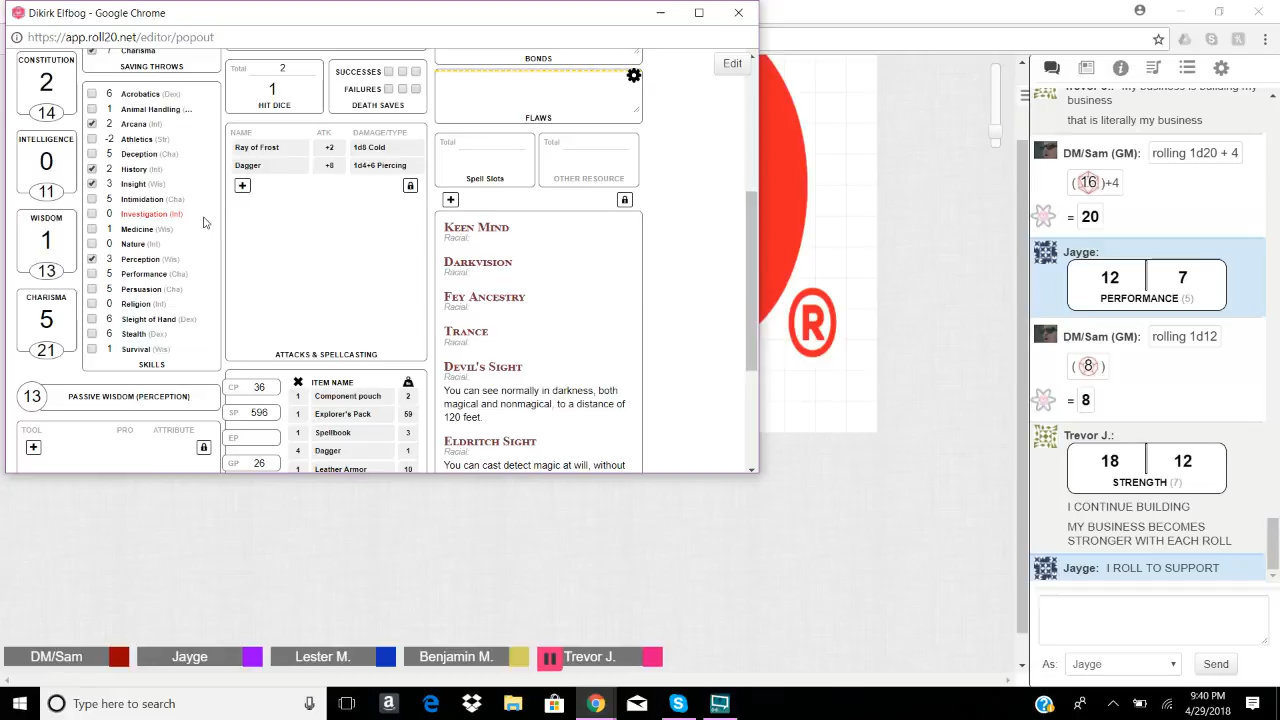 Dikirk Elfbog - Google Chrome
https://app.roll20.net/editor/popout
CONSTITUTION
2
14
INTELLIGENCE
0
11
WISDOM
1
13
CHARISMA
5
21
Charisma
SAVING THROWS
6 Acrobatics (Dex)
1 Animal Handling (...
2 Arcana (Int)
-2 Athletics (Str)
5 Deception (Cha)
2 History (Int)
3 Insight (Wis)
5 Intimidation (Cha)
0 Investigation (Int)
1 Medicine (Wis)
0 Nature (Int)
3 Perception (Wis)
5 Performance (Cha)
5 Persuasion (Cha)
0 Religion (Int)
6 Sleight of Hand (Dex)
6 Stealth (Dex)
1 Survival (Wis)
SKILLS
13 PASSIVE WISDOM (PERCEPTION)
TOOL PRO ATTRIBUTE
Total 2
1
HIT DICE
SUCCESSES
FAILURES
DEATH SAVES
NAME ATK DAMAGE/TYPE
Ray of Frost +2 1d8 Cold
Dagger +8 1d4+6 Piercing
ATTACKS & SPELLCASTING
CP 36
SP 596
EP
GP 26
ITEM NAME
1 Component pouch 2
1 Explorer's Pack 59
1 Spellbook 3
4 Dagger 1
1 Leather Armor 10
BONDS
FLAWS
Total
Spell Slots
Total
OTHER RESOURCE
KEEN MIND
Racial:
DARKVISION
Racial:
FEY ANCESTRY
Racial:
TRANCE
Racial:
DEVIL'S SIGHT
Racial:
You can see normally in darkness, both
magical and nonmagical, to a distance of
120 feet.
ELDRITCH SIGHT
You can cast detect magic at will, without
Edit
®
business
that is literally my business
DM/Sam (GM): rolling 1d20 + 4
(16)+4
= 20
Jayge:
12 7
PERFORMANCE (5)
DM/Sam (GM): rolling 1d12
(8)
= 8
Trevor J.:
18 12
STRENGTH (7)
I CONTINUE BUILDING
MY BUSINESS BECOMES
STRONGER WITH EACH ROLL
Jayge: I ROLL TO SUPPORT
As: Jayge Send
DM/Sam Jayge Lester M. Benjamin M. Trevor J.
Type here to search
9:40 PM
4/29/2018